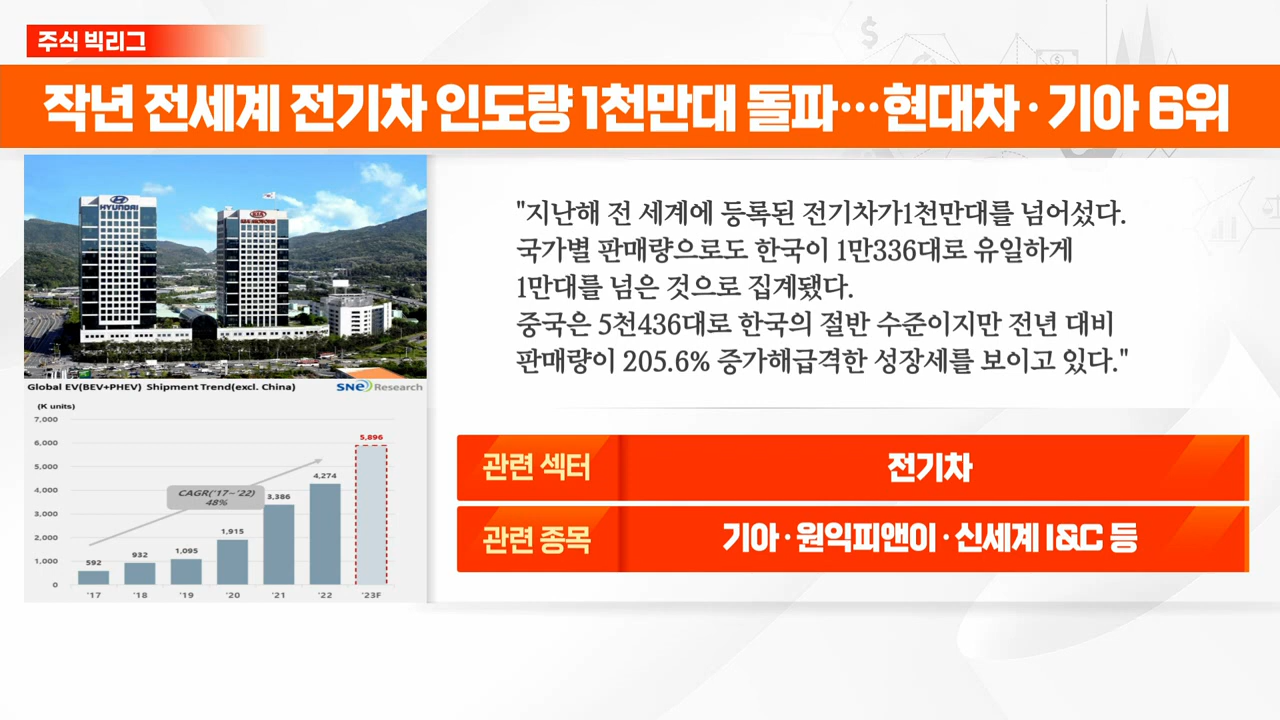 주식 빅리그
작년 전세계 전기차 인도량 1천만대 돌파…현대차·기아 6위
HYUNDAI
KIA MOTORS
"지난해 전 세계에 등록된 전기차가1천만대를 넘어섰다.
국가별 판매량으로도 한국이 1만336대로 유일하게
1만대를 넘은 것으로 집계됐다.
중국은 5천436대로 한국의 절반 수준이지만 전년 대비
판매량이 205.6% 증가해급격한 성장세를 보이고 있다."
Global EV(BEV+PHEV) Shipment Trend(excl. China)
SNe Research
(K units)
7,000
6,000
5,000
4,000
3,000
2,000
1,000
0
592
932
1,095
1,915
3,386
4,274
5,896
CAGR('17~'22)
48%
'17 '18 '19 '20 '21 '22 '23F
관련 섹터
전기차
관련 종목
기아·원익피앤이·신세계 I&C 등